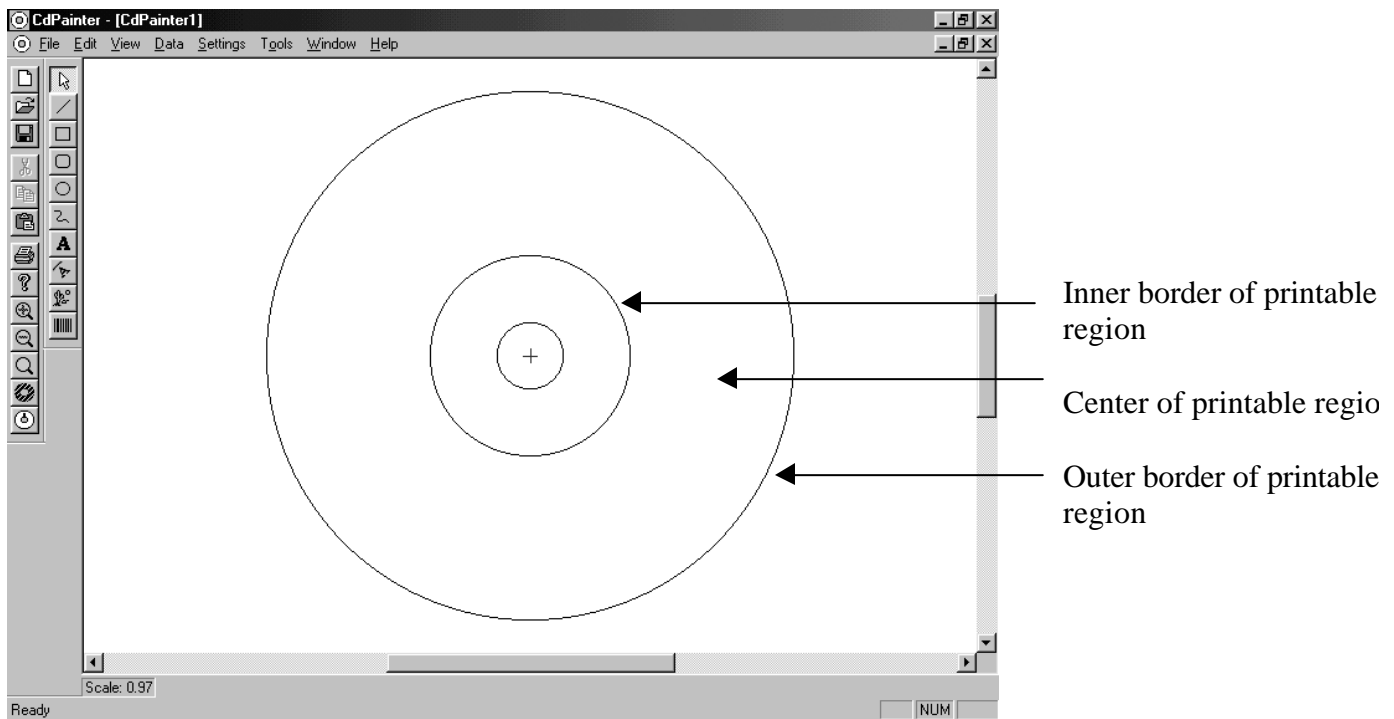 CdPainter - [CdPainter1]
File Edit View Data Settings Tools Window Help
A
Inner border of printable
region
Center of printable regio
Outer border of printable
region
Scale: 0.97
Ready
NUM